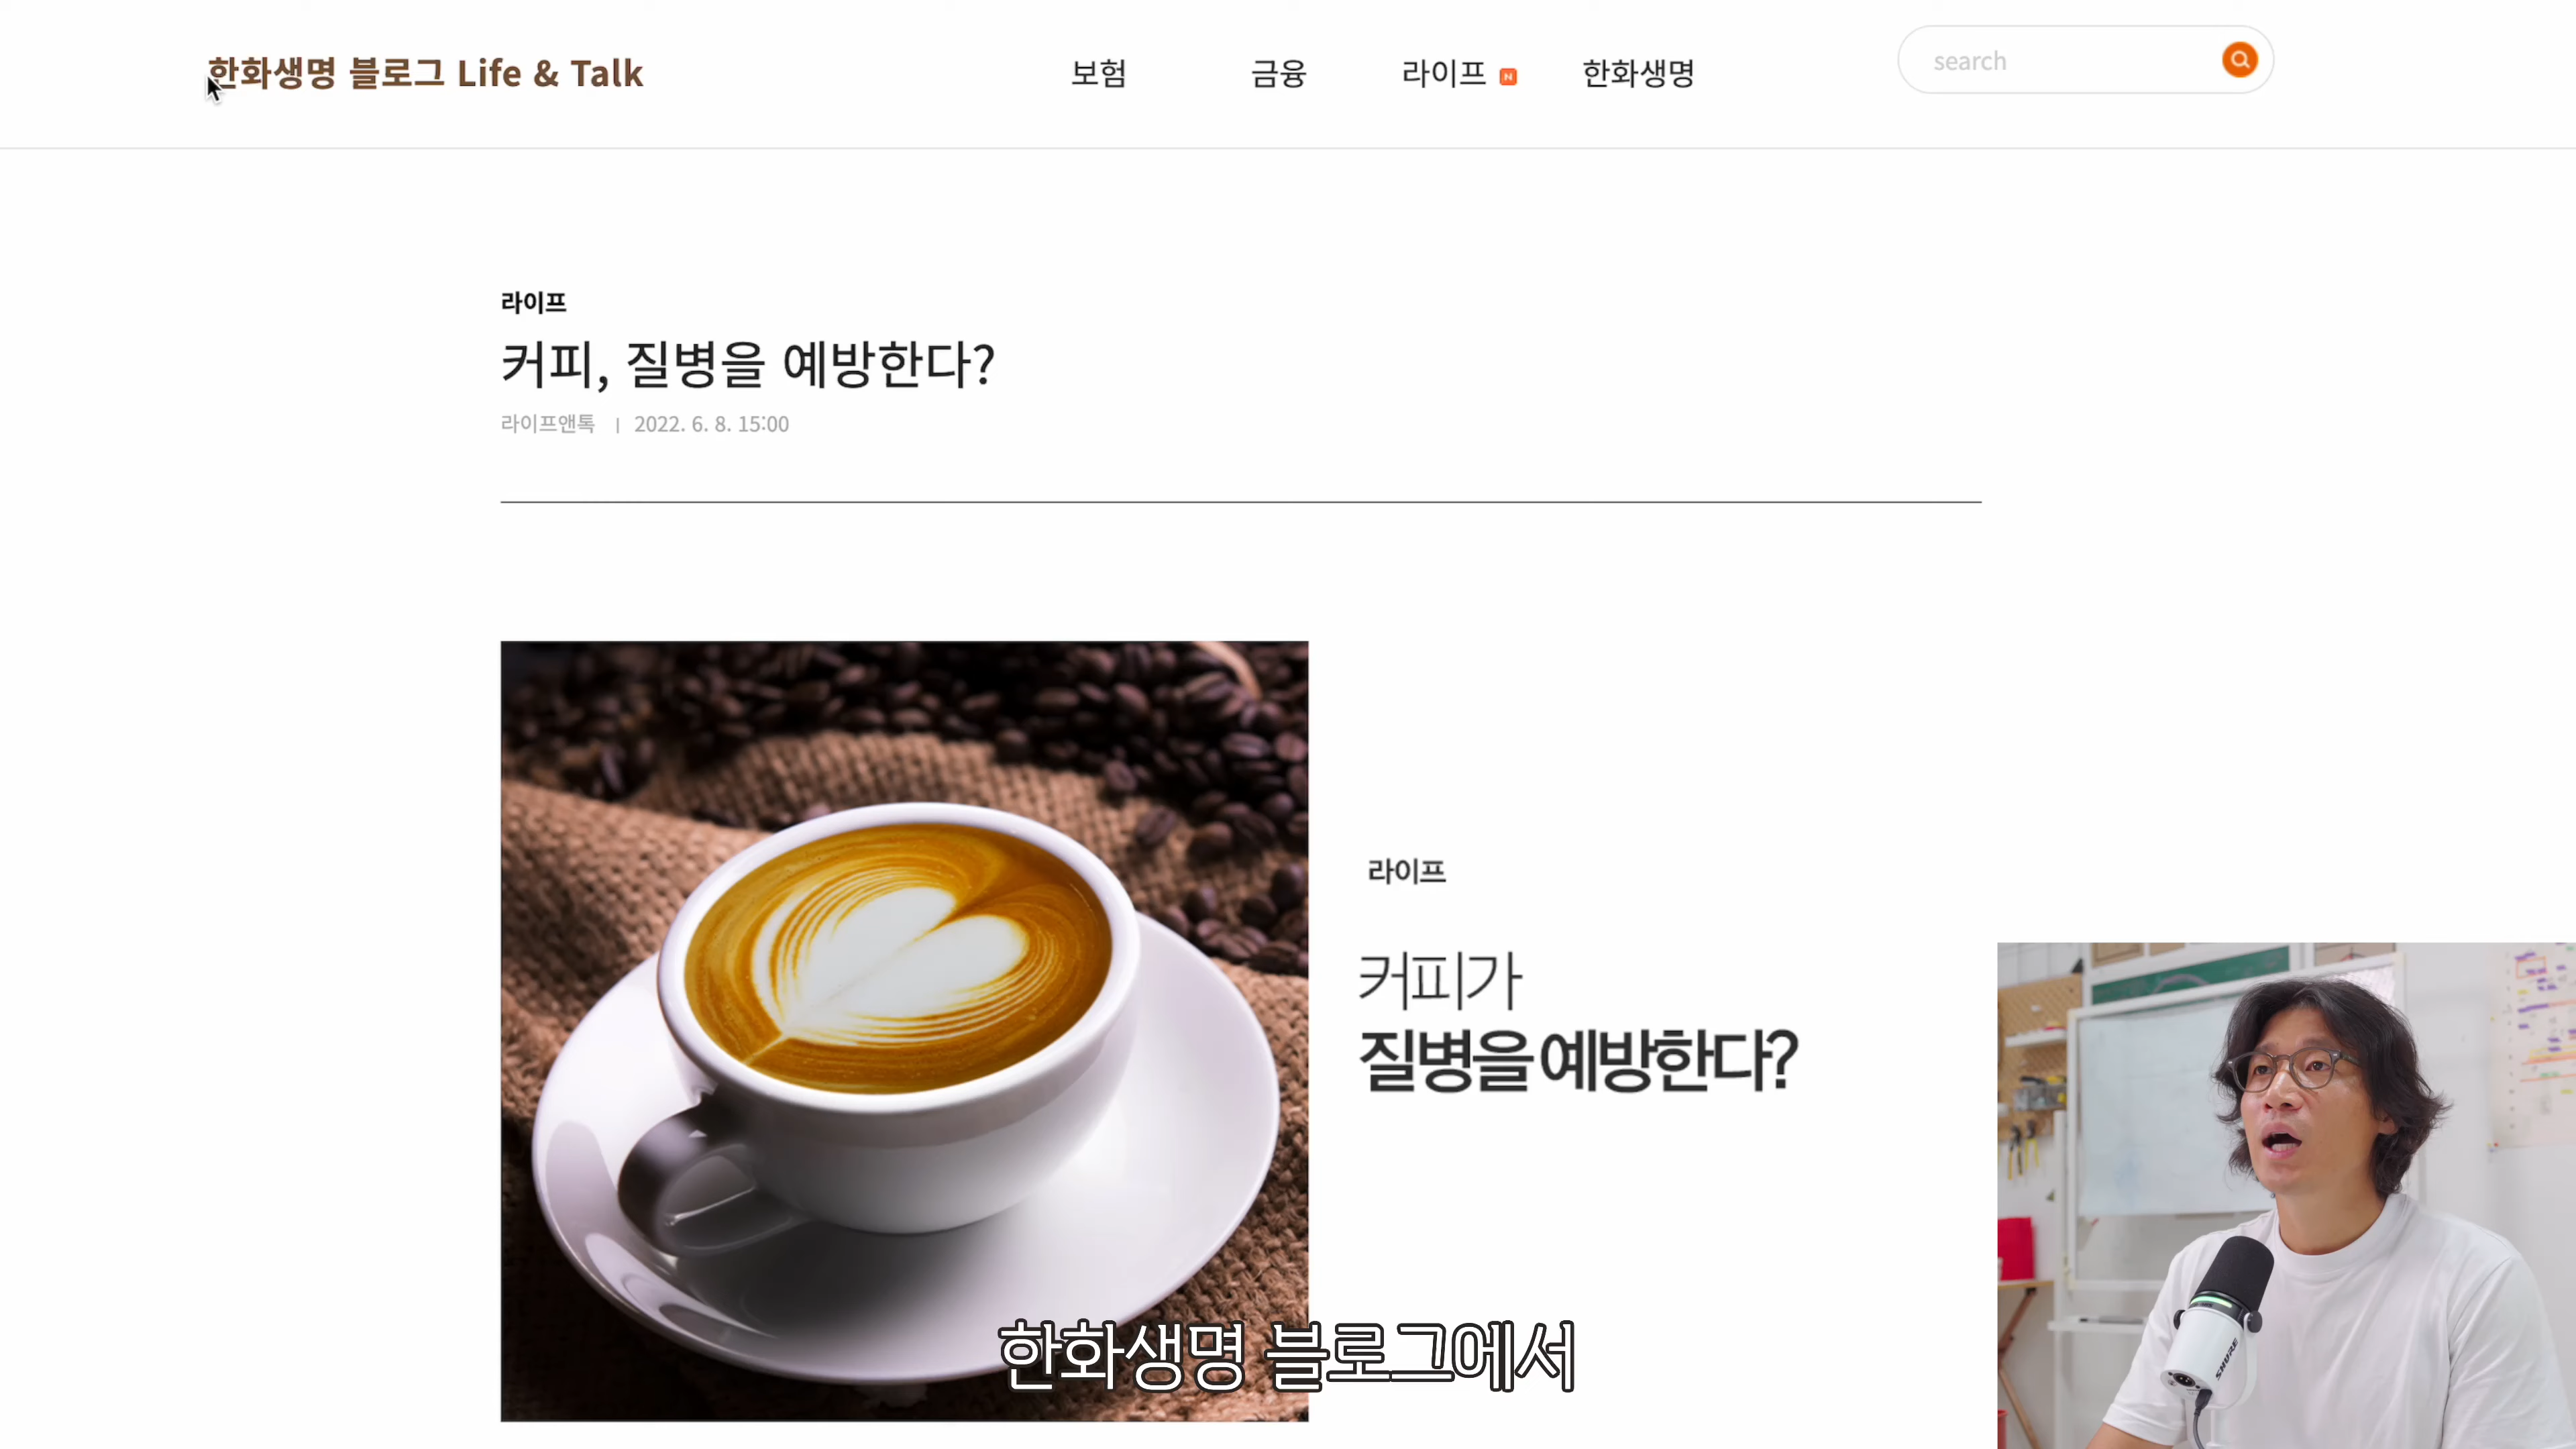 한화생명 블로그 Life & Talk
보험
금융
라이프 N
한화생명
search
라이프
커피, 질병을 예방한다?
라이프앤톡 | 2022. 6. 8. 15:00
라이프
커피가
질병을 예방한다?
SHURE
한화생명 블로그에서